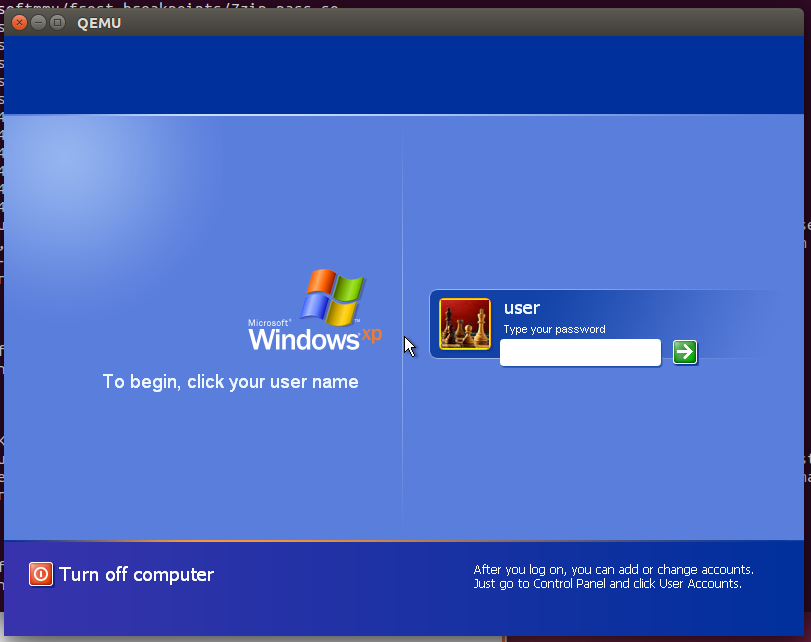 QEMU
user
Type your password
Microsoft®
Windows xp
To begin, click your user name
Turn off computer
After you log on, you can add or change accounts.
Just go to Control Panel and click User Accounts.